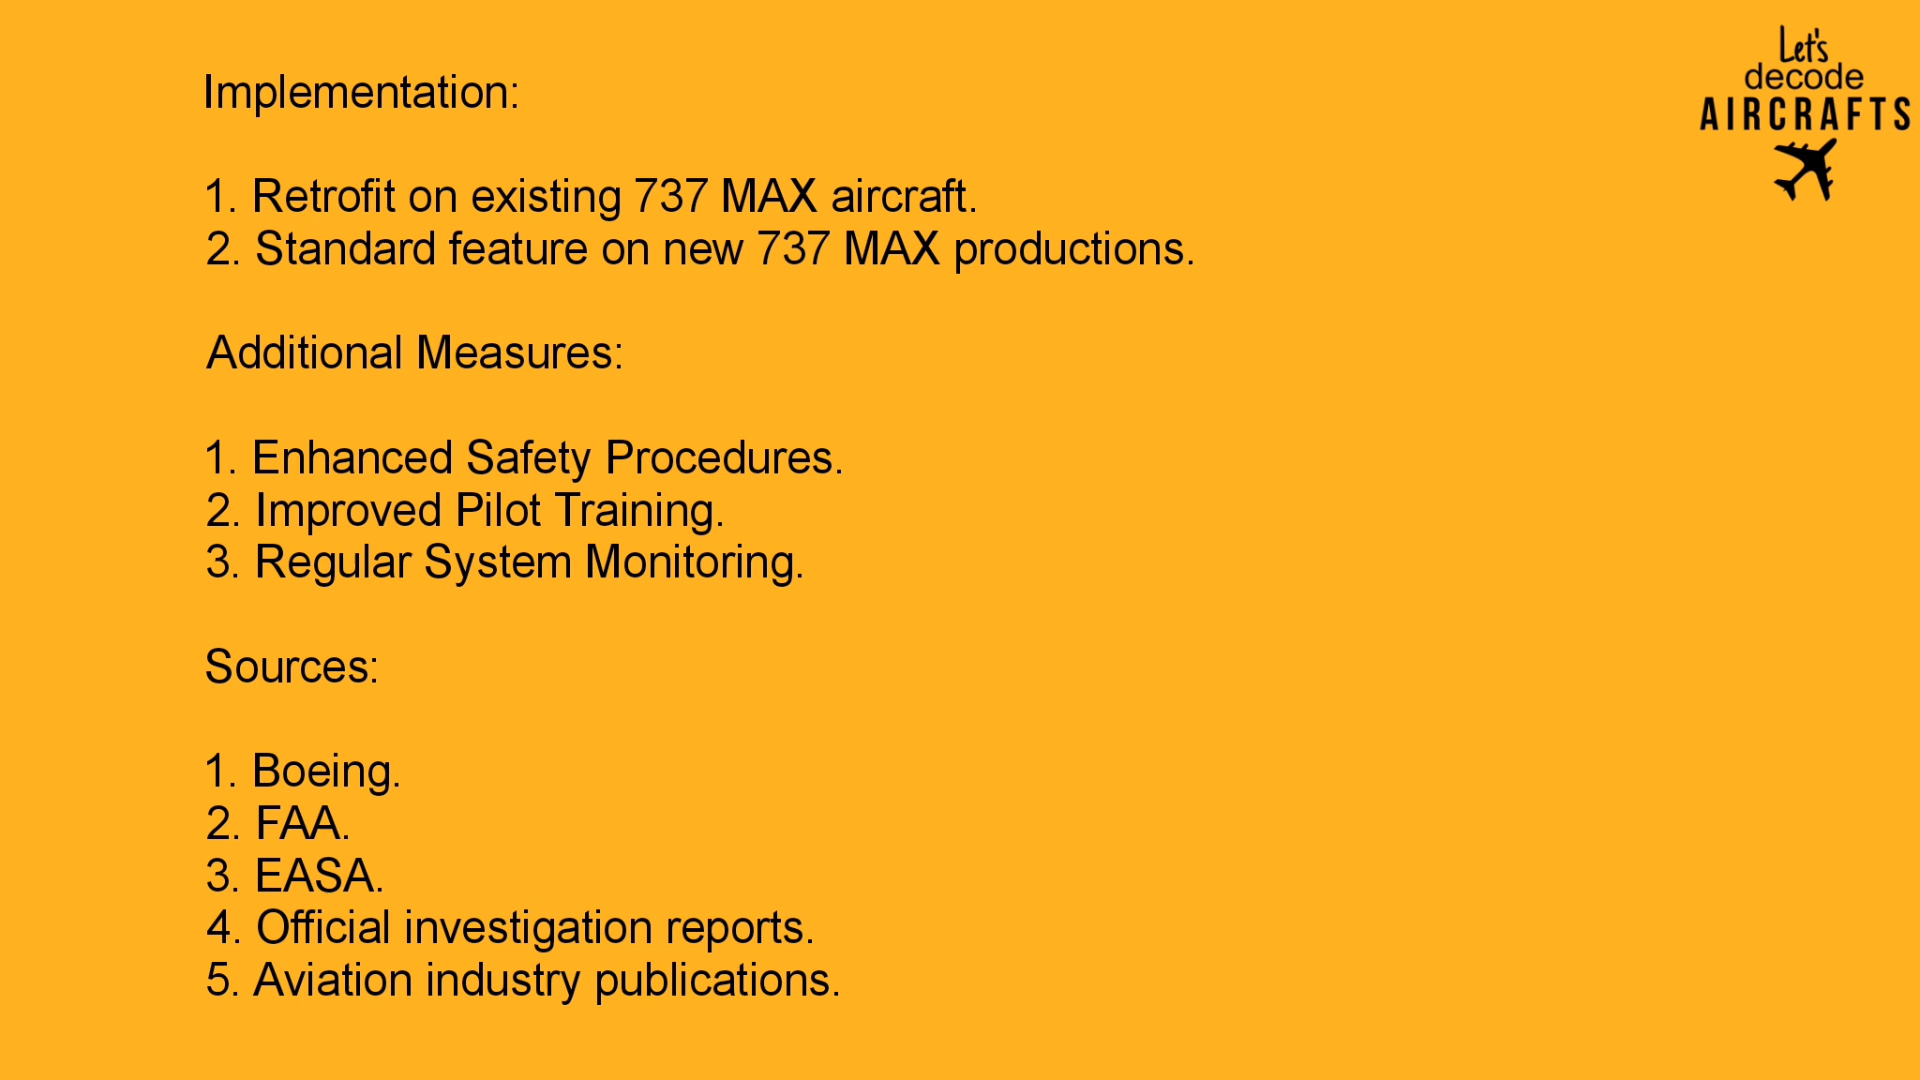 Let's
decode
AIRCRAFTS
Implementation:
1. Retrofit on existing 737 MAX aircraft.
2. Standard feature on new 737 MAX productions.
Additional Measures:
1. Enhanced Safety Procedures.
2. Improved Pilot Training.
3. Regular System Monitoring.
Sources:
1. Boeing.
2. FAA.
3. EASA.
4. Official investigation reports.
5. Aviation industry publications.